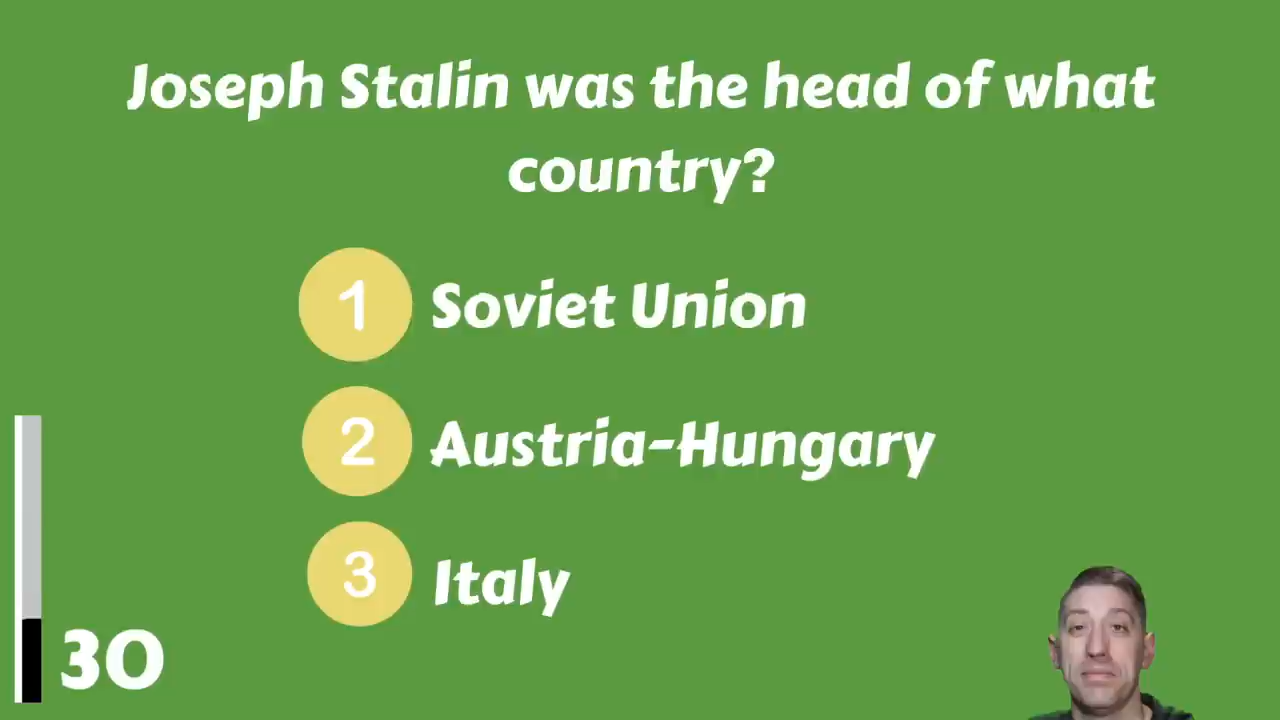 Joseph Stalin was the head of what
country?
1 Soviet Union
2 Austria-Hungary
3 Italy
30